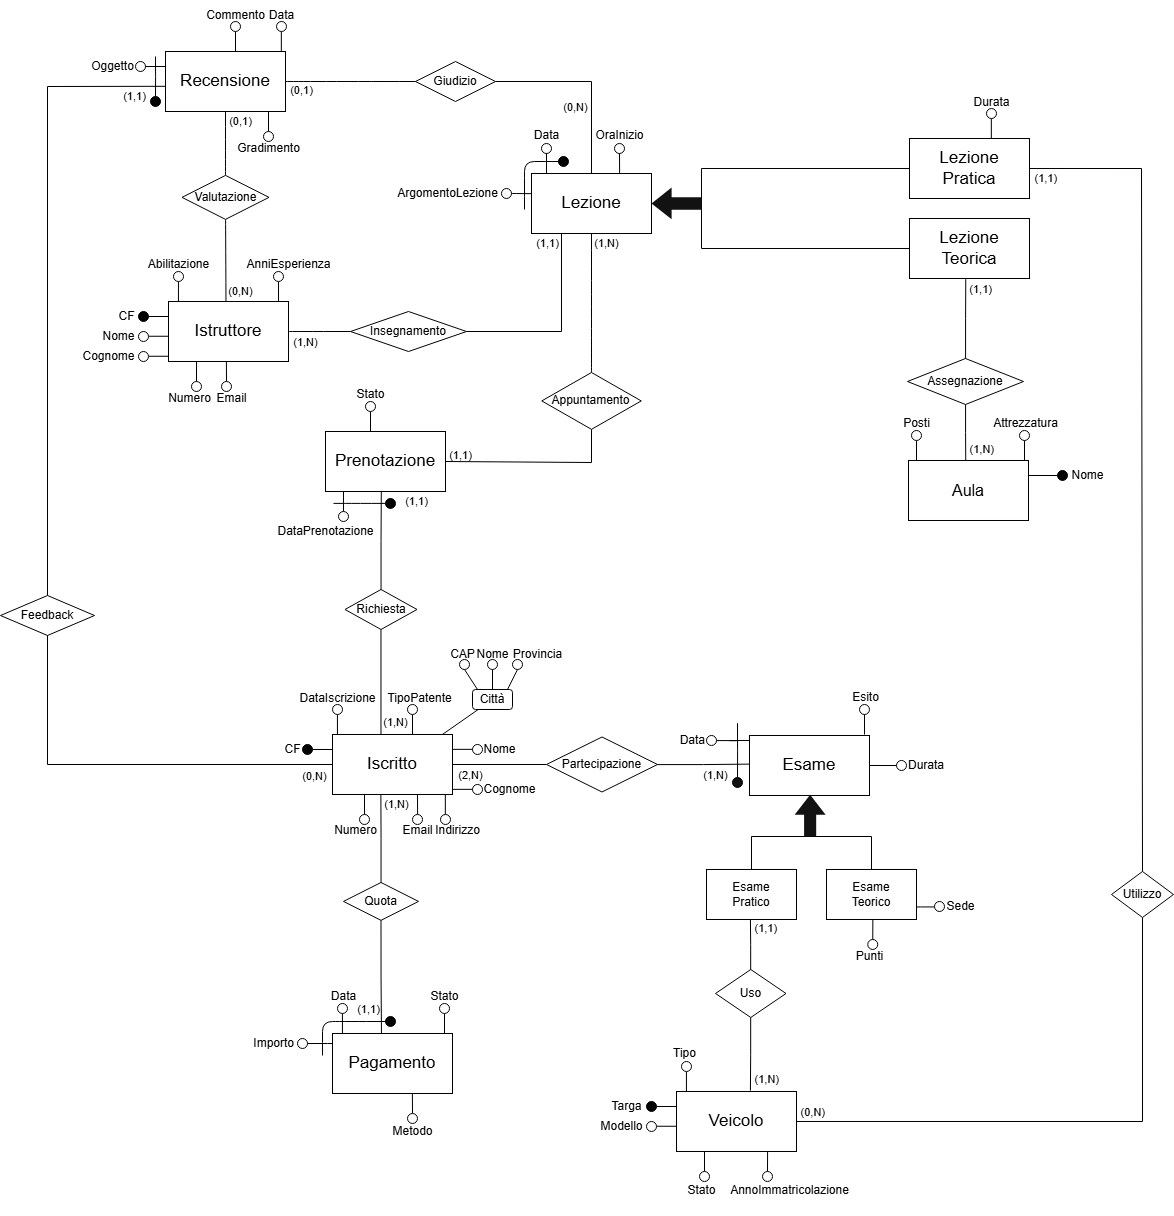 Commento Data
Oggetto
Recensione
(1,1)
(0,1)
(0,1)
Gradimento
Giudizio
(0,N)
Valutazione
Data
OraInizio
ArgomentoLezione
Lezione
(1,1)
(1,N)
Durata
Lezione
Pratica
(1,1)
Lezione
Teorica
(1,1)
Abilitazione
AnniEsperienza
(0,N)
CF
Nome
Cognome
Istruttore
(1,N)
Numero Email
Insegnamento
Appuntamento
Assegnazione
Stato
Prenotazione
(1,1)
(1,1)
DataPrenotazione
Posti
Attrezzatura
(1,N)
Nome
Aula
Feedback
Richiesta
CAP Nome Provincia
Città
DataIscrizione
TipoPatente
(1,N)
CF
Iscritto
Nome
(0,N)
(2,N)
Cognome
(1,N)
Numero
Email Indirizzo
Partecipazione
Esito
Data
Esame
Durata
(1,N)
Esame
Pratico
(1,1)
Esame
Teorico
Sede
Punti
Utilizzo
Quota
Uso
Data
(1,1)
Stato
Importo
Pagamento
Metodo
Tipo
(1,N)
Targa
Modello
Veicolo
(0,N)
Stato
AnnoImmatricolazione